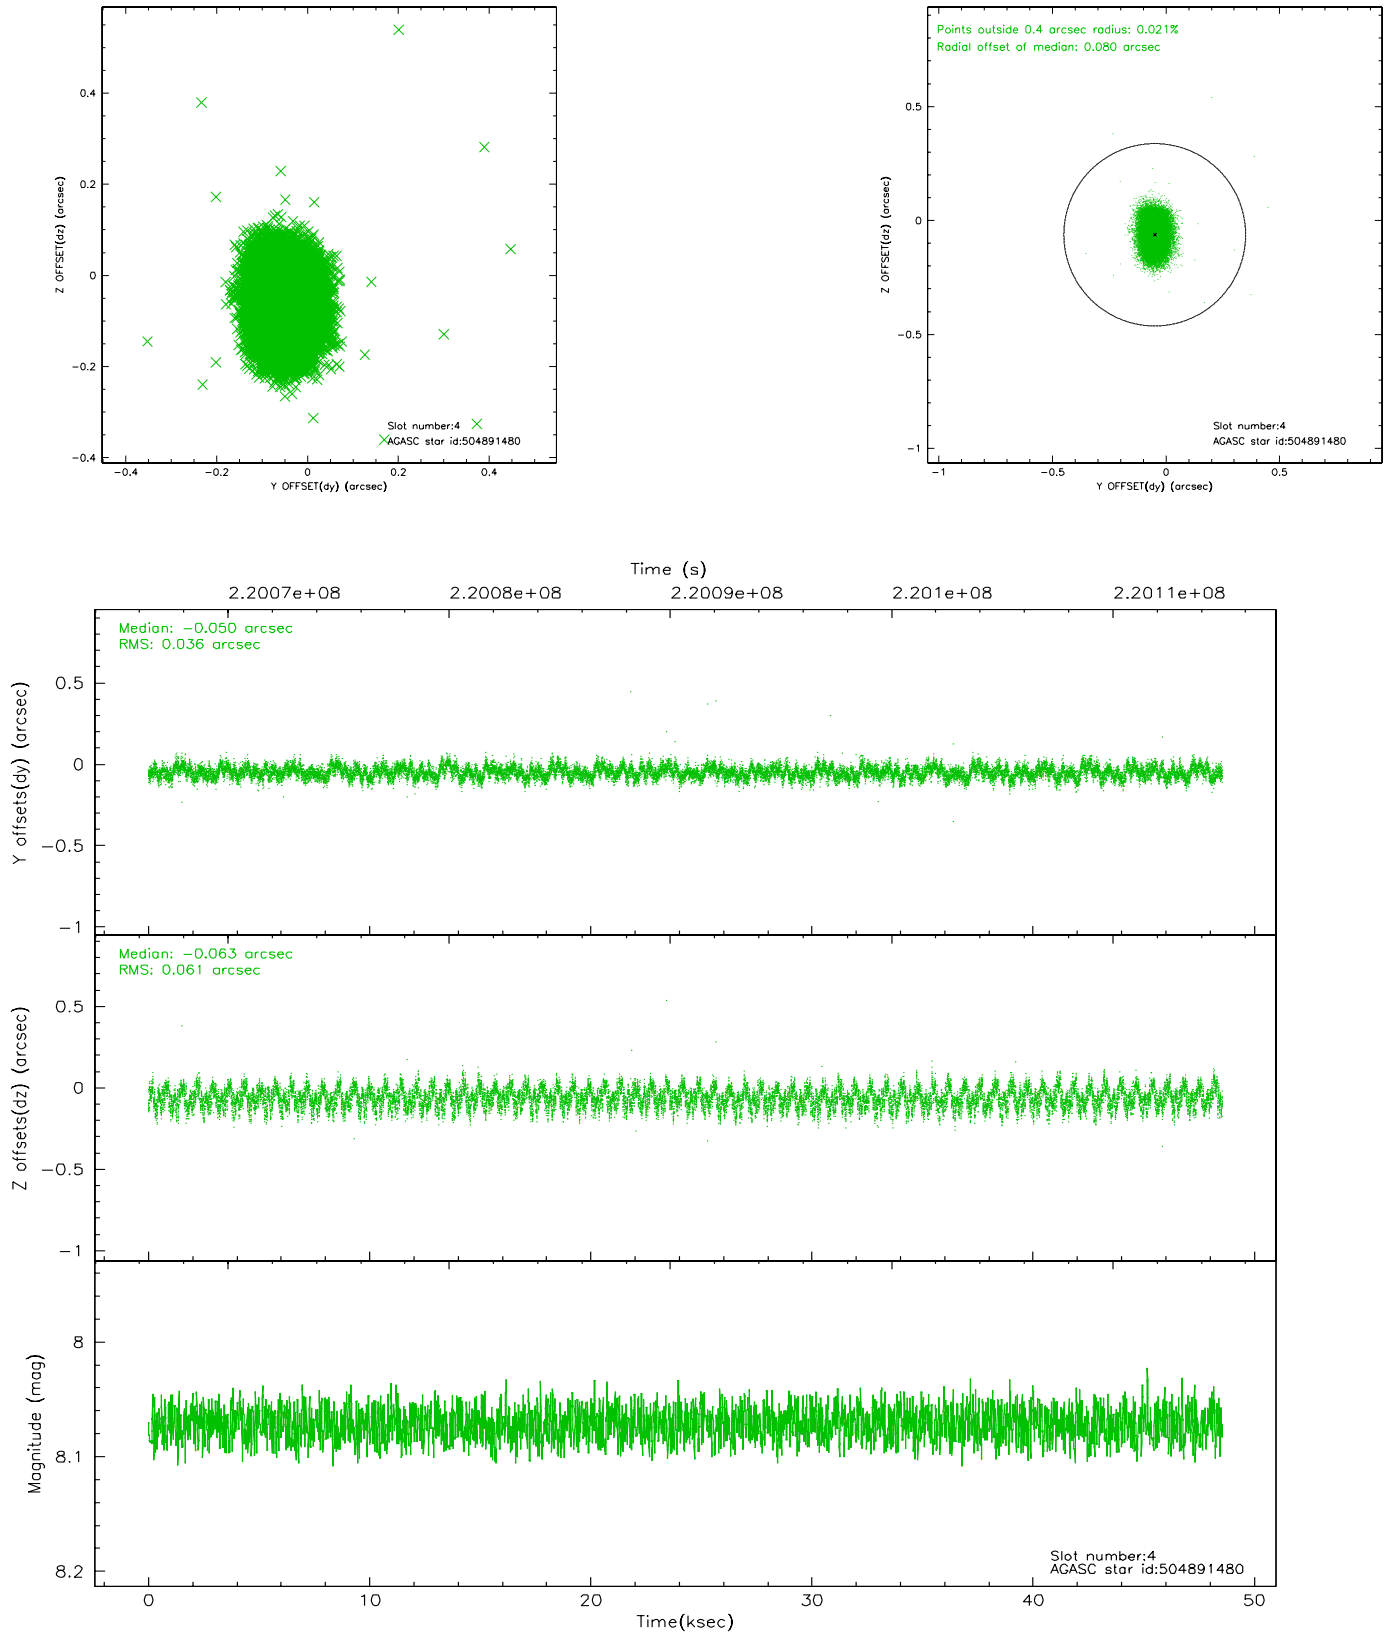 0.4
0.2
0
-0.2
-0.4
Z OFFSET(dz) (arcsec)
Slot number:4
AGASC star id:504891480
-0.4 -0.2 0 0.2 0.4
Y OFFSET(dy) (arcsec)
Points outside 0.4 arcsec radius: 0.021%
Radial offset of median: 0.080 arcsec
0.5
0
-0.5
-1
Z OFFSET(dz) (arcsec)
Slot number:4
AGASC star id:504891480
-1 -0.5 0 0.5
Y OFFSET(dy) (arcsec)
Time (s)
2.2007e+08 2.2008e+08 2.2009e+08 2.201e+08 2.2011e+08
Median: -0.050 arcsec
RMS: 0.036 arcsec
0.5
0
-0.5
-1
Y offsets(dy) (arcsec)
Median: -0.063 arcsec
RMS: 0.061 arcsec
0.5
0
-0.5
-1
Z offsets(dz) (arcsec)
8
8.1
8.2
Magnitude (mag)
Slot number:4
AGASC star id:504891480
0 10 20 30 40 50
Time(ksec)